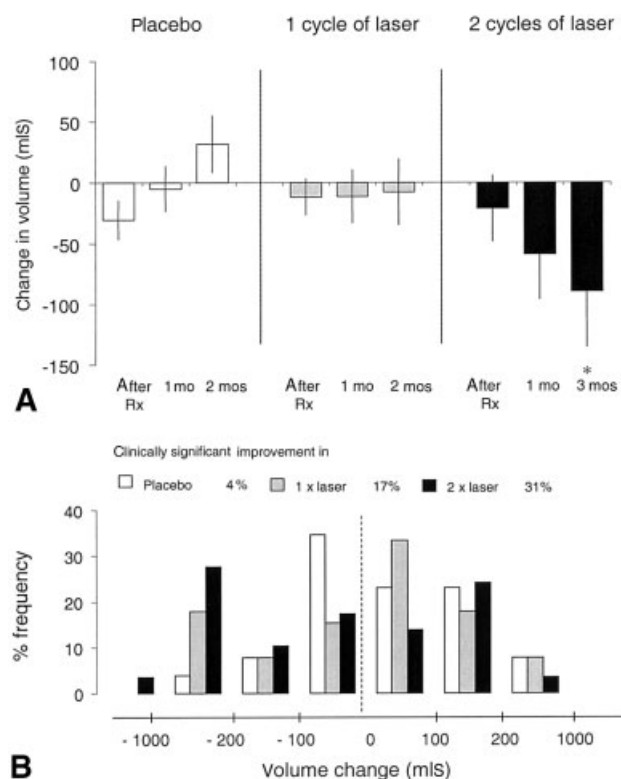 Placebo 1 cycle of laser 2 cycles of laser
Change in volume (mls)
100
50
0
-50
-100
-150
*
After 1 mo 2 mos After 1 mo 2 mos After 1 mo 3 mos
Rx Rx Rx
A
Clinically significant improvement in
Placebo 4% 1 x laser 17% 2 x laser 31%
% frequency
40
30
20
10
0
- 1000 - 200 - 100 0 100 200 1000
Volume change (mls)
B